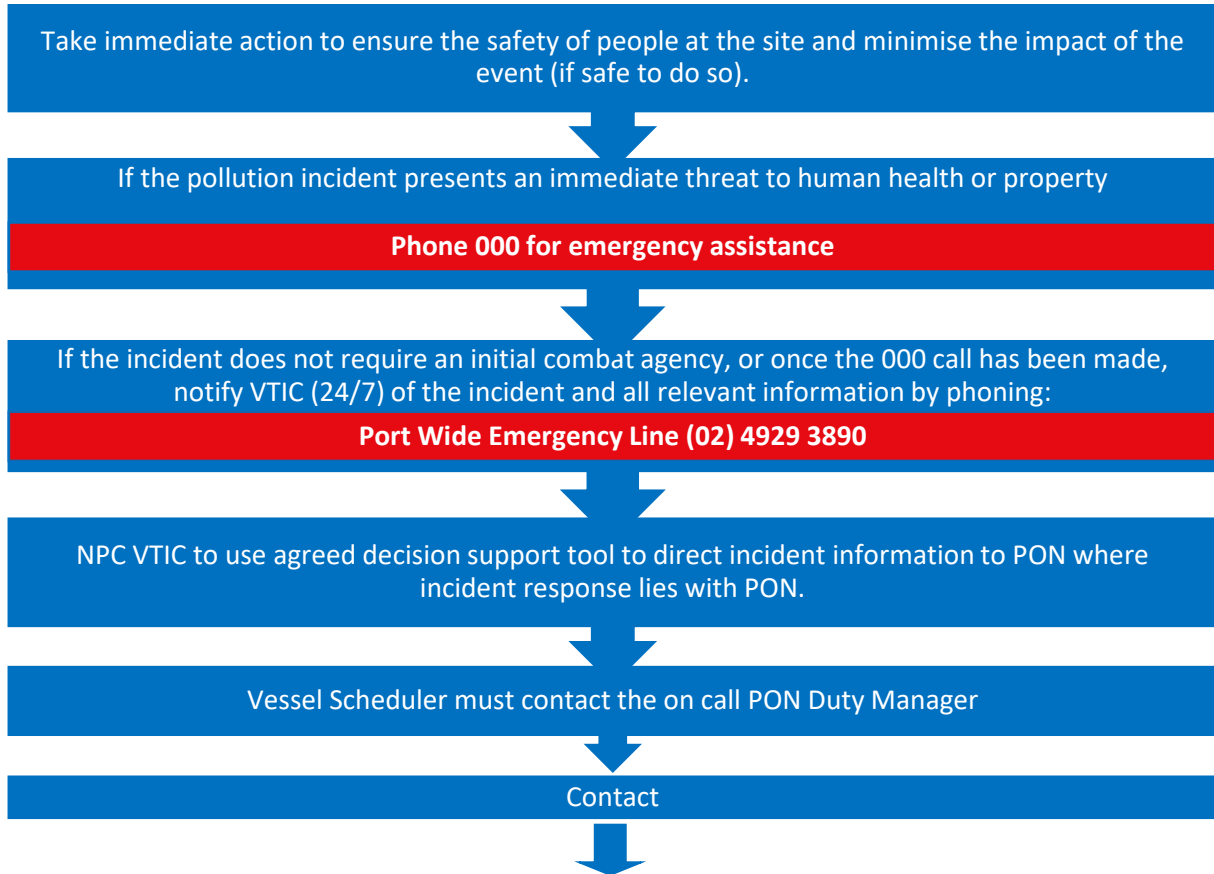 Take immediate action to ensure the safety of people at the site and minimise the impact of the
event (if safe to do so).
If the pollution incident presents an immediate threat to human health or property
Phone 000 for emergency assistance
If the incident does not require an initial combat agency, or once the 000 call has been made,
notify VTIC (24/7) of the incident and all relevant information by phoning:
Port Wide Emergency Line (02) 4929 3890
NPC VTIC to use agreed decision support tool to direct incident information to PON where
incident response lies with PON.
Vessel Scheduler must contact the on call PON Duty Manager
Contact